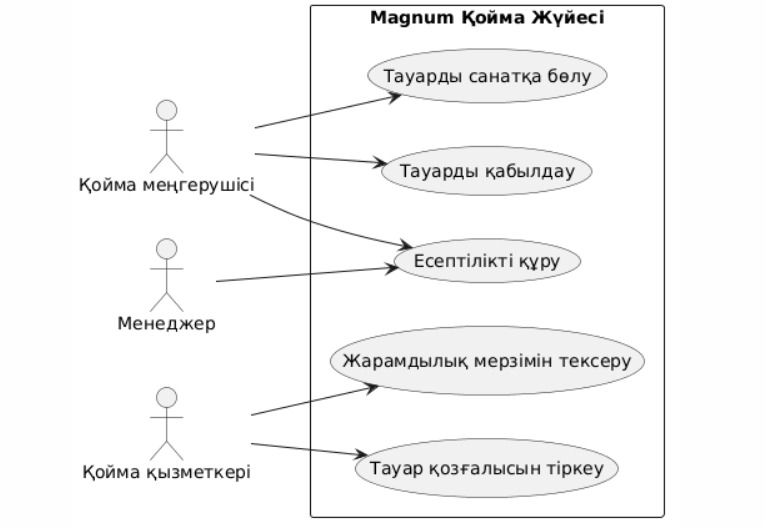 Magnum Қойма Жүйесі
Тауарды санатқа бөлу
Тауарды қабылдау
Қойма меңгерушісі
Есептілікті құру
Менеджер
Жарамдылық мерзімін тексеру
Қойма қызметкері
Тауар қозғалысын тіркеу